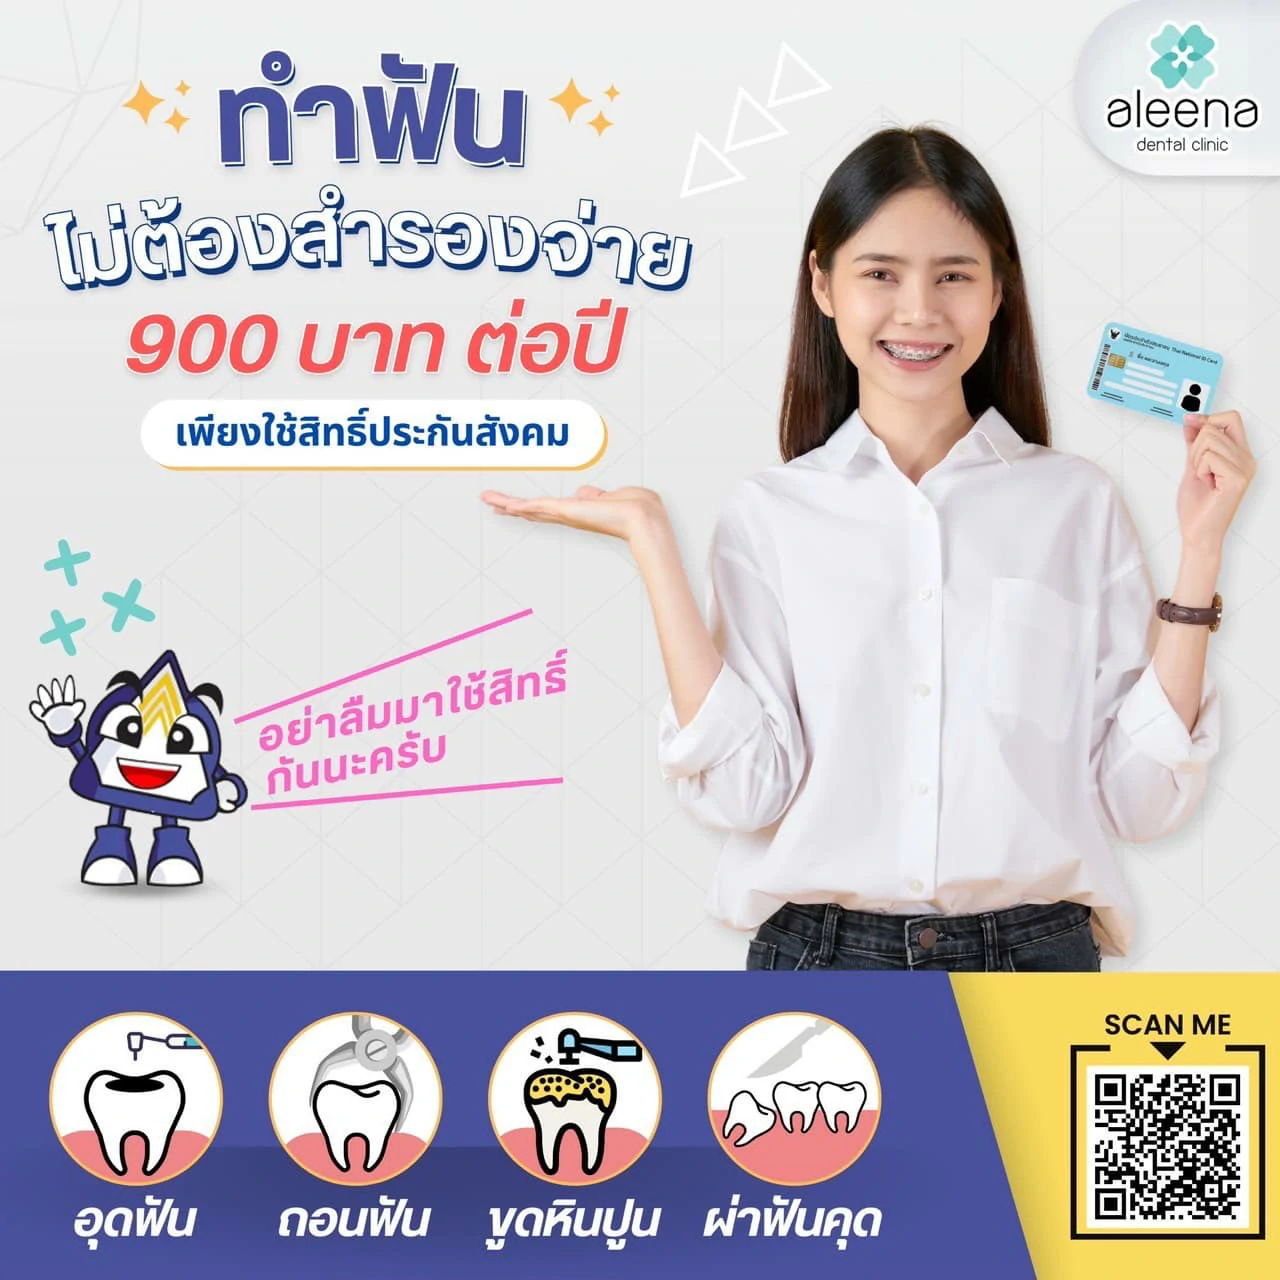 aleena
dental clinic
ทำฟัน
ไม่ต้องสำรองจ่าย
900 บาท ต่อปี
เพียงใช้สิทธิ์ประกันสังคม
Thai National ID Card
อย่าลืมมาใช้สิทธิ์
กันนะครับ
SCAN ME
อุดฟัน
ถอนฟัน
ขูดหินปูน
ผ่าฟันคุด